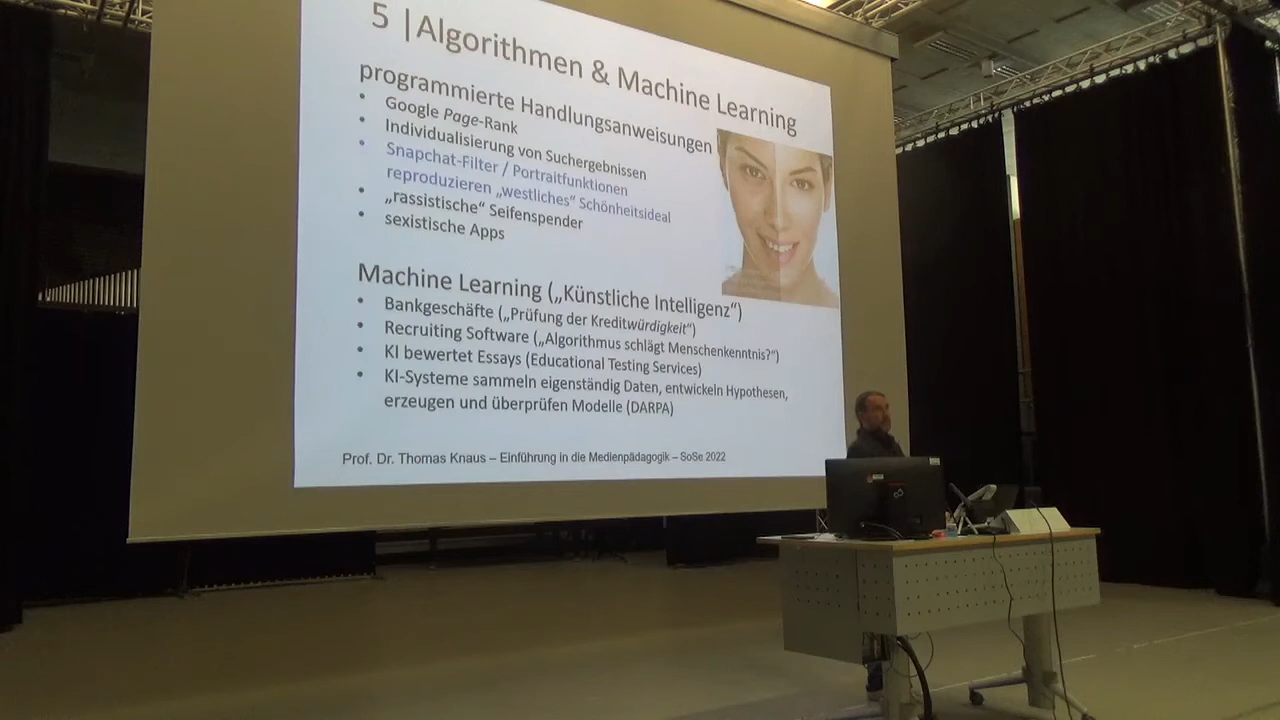 5 |Algorithmen & Machine Learning
programmierte Handlungsanweisungen
• Google Page-Rank
• Individualisierung von Suchergebnissen
• Snapchat-Filter / Portraitfunktionen
reproduzieren „westliches“ Schönheitsideal
• „rassistische“ Seifenspender
• sexistische Apps
Machine Learning („Künstliche Intelligenz“)
• Bankgeschäfte („Prüfung der Kreditwürdigkeit“)
• Recruiting Software („Algorithmus schlägt Menschenkenntnis?“)
• KI bewertet Essays (Educational Testing Services)
• KI-Systeme sammeln eigenständig Daten, entwickeln Hypothesen,
erzeugen und überprüfen Modelle (DARPA)
Prof. Dr. Thomas Knaus – Einführung in die Medienpädagogik – SoSe 2022